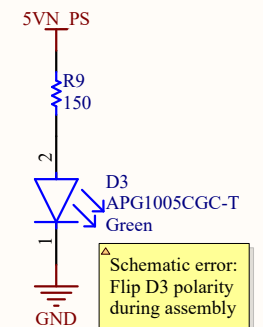 5VN_PS
R9
150
2
D3
APG1005CGC-T
Green
1
Schematic error:
Flip D3 polarity
during assembly
GND